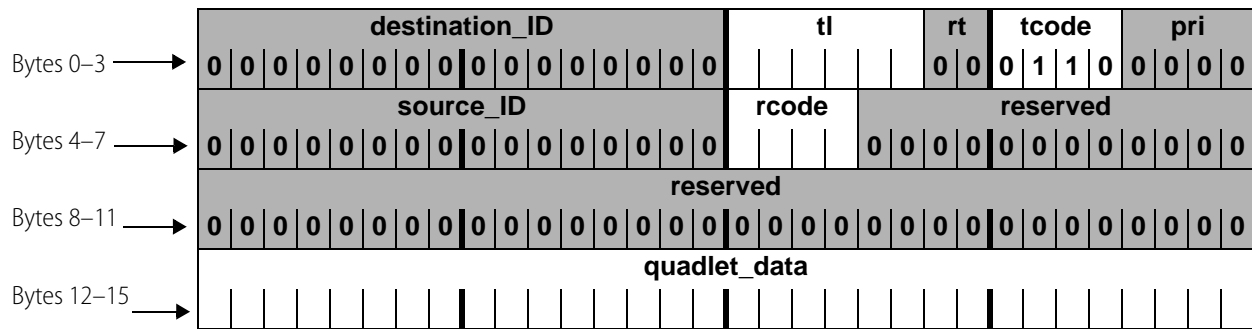 destination_ID tl rt tcode pri
Bytes 0–3 0 0 0 0 0 0 0 0 0 0 0 0 0 0 0 0 0 0 0 1 1 0 0 0 0 0
source_ID rcode reserved
Bytes 4–7 0 0 0 0 0 0 0 0 0 0 0 0 0 0 0 0 0 0 0 0 0 0 0 0 0 0 0 0
reserved
Bytes 8–11 0 0 0 0 0 0 0 0 0 0 0 0 0 0 0 0 0 0 0 0 0 0 0 0 0 0 0 0 0 0 0 0
quadlet_data
Bytes 12–15